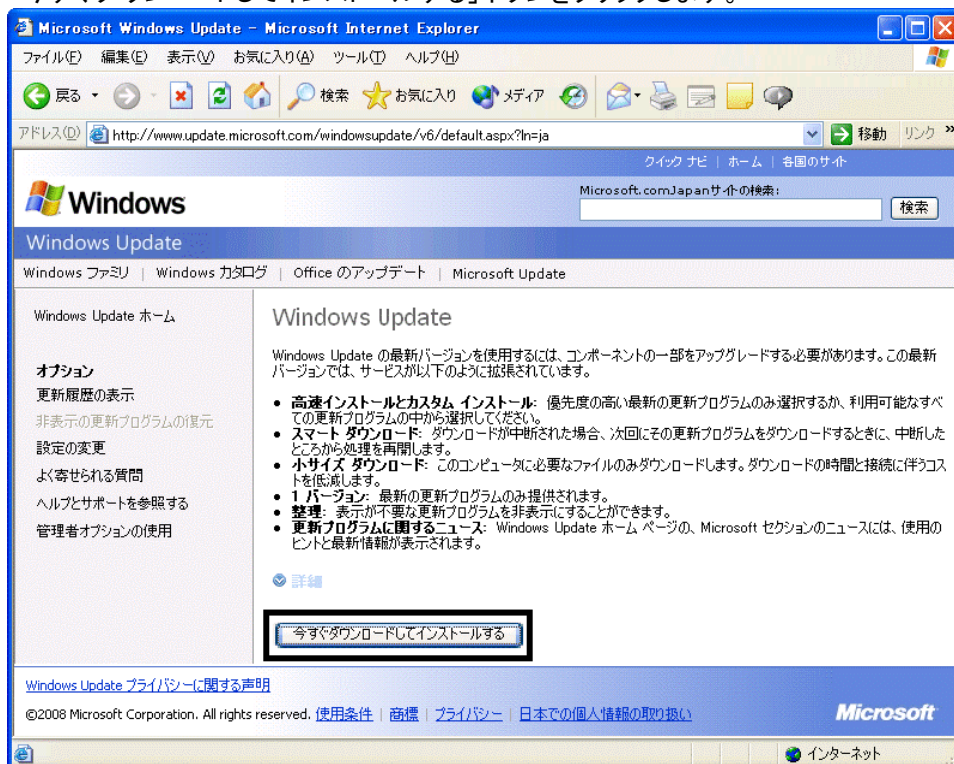 今すぐダウンロードしてインストールする」ボタンをクリックします。
Microsoft Windows Update - Microsoft Internet Explorer
ファイル(F) 編集(E) 表示(V) お気に入り(A) ツール(T) ヘルプ(H)
戻る 検索 お気に入り メディア
アドレス(D) http://www.update.microsoft.com/windowsupdate/v6/default.aspx?ln=ja 移動 リンク »
クイック ナビ | ホーム | 各国のサイト
Windows
Microsoft.comJapanサイトの検索:
検索
Windows Update
Windows ファミリ | Windows カタログ | Office のアップデート | Microsoft Update
Windows Update ホーム
オプション
更新履歴の表示
非表示の更新プログラムの復元
設定の変更
よく寄せられる質問
ヘルプとサポートを参照する
管理者オプションの使用
Windows Update
Windows Update の最新バージョンを使用するには、コンポーネントの一部をアップグレードする必要があります。この最新
バージョンでは、サービスが以下のように拡張されています。
• 高速インストールとカスタム インストール: 優先度の高い最新の更新プログラムのみ選択するか、利用可能なすべ
ての更新プログラムの中から選択してください。
• スマート ダウンロード: ダウンロードが中断された場合、次回にその更新プログラムをダウンロードするときに、中断した
ところから処理を再開します。
• 小サイズ ダウンロード: このコンピュータに必要なファイルのみダウンロードします。ダウンロードの時間と接続に伴うコス
トを低減します。
• 1 バージョン: 最新の更新プログラムのみ提供されます。
• 整理: 表示が不要な更新プログラムを非表示にすることができます。
• 更新プログラムに関するニュース: Windows Update ホーム ページの、Microsoft セクションのニュースには、使用の
ヒントと最新情報が表示されます。
詳細
今すぐダウンロードしてインストールする
Windows Update プライバシーに関する声明
©2008 Microsoft Corporation. All rights reserved. 使用条件 | 商標 | プライバシー | 日本での個人情報の取り扱い
Microsoft
インターネット